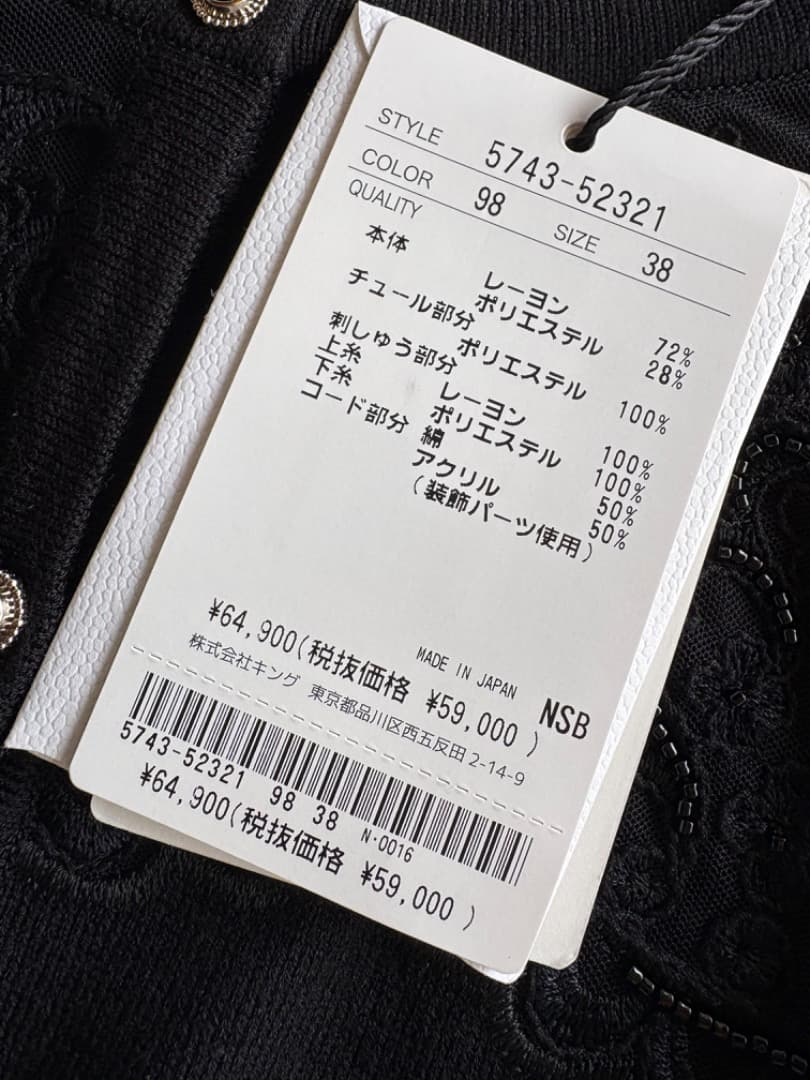 STYLE 5743-52321
COLOR 98 SIZE 38
QUALITY
本体 レーヨン 72%
ポリエステル 28%
チュール部分 ポリエステル 100%
刺しゅう部分
上糸 レーヨン 100%
下糸 ポリエステル 100%
コード部分 綿 50%
アクリル 50%
(装飾パーツ使用)
MADE IN JAPAN NSB
¥64,900(税抜価格 ¥59,000 )
株式会社キング 東京都品川区西五反田 2-14-9
5743-52321 98 38 N-0016
¥64,900(税抜価格 ¥59,000 )